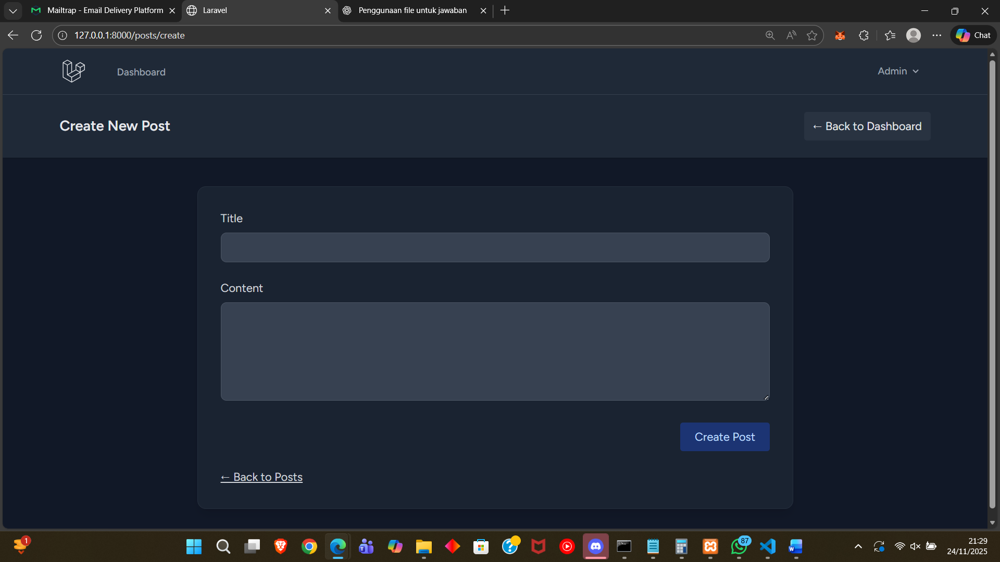 Mailtrap - Email Delivery Platform
Laravel
Penggunaan file untuk jawaban
127.0.0.1:8000/posts/create
Chat
Dashboard
Admin
Create New Post
← Back to Dashboard
Title
Content
Create Post
← Back to Posts
1
87
21:29
24/11/2025